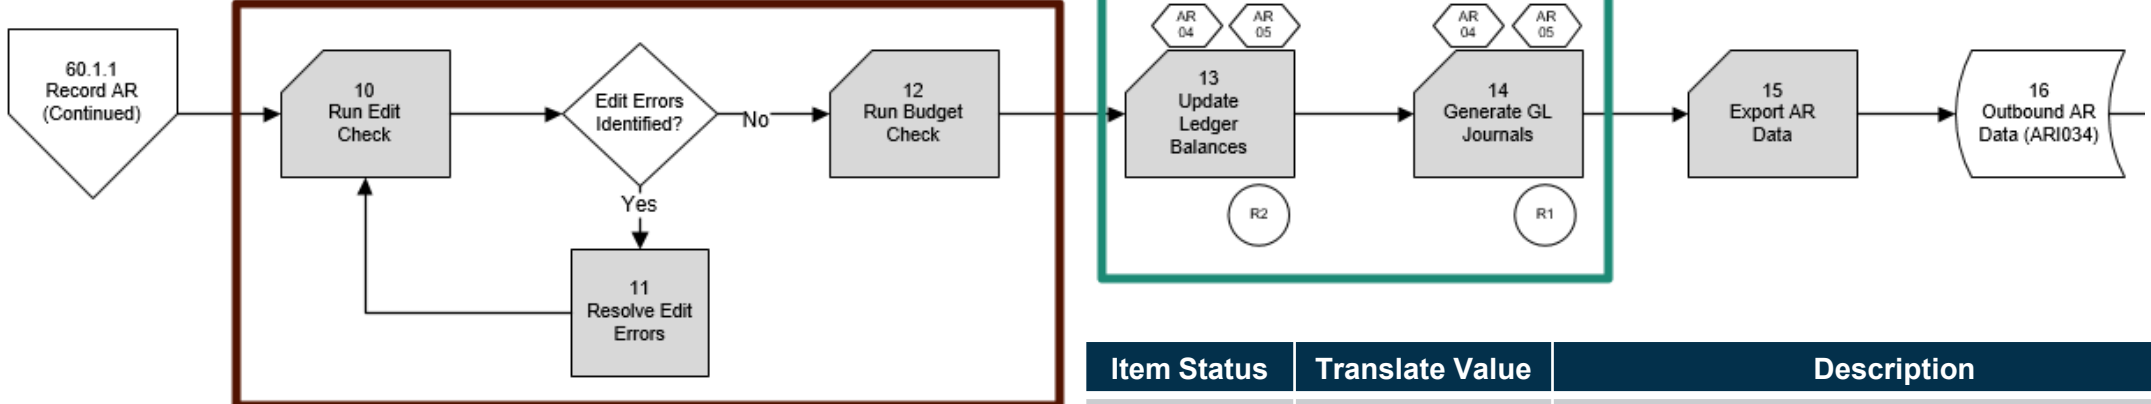 60.1.1
Record AR
(Continued)
10
Run Edit
Check
Edit Errors
Identified?
No
Yes
11
Resolve Edit
Errors
12
Run Budget
Check
AR
04
AR
05
13
Update
Ledger
Balances
R2
AR
04
AR
05
14
Generate GL
Journals
R1
15
Export AR
Data
16
Outbound AR
Data (ARI034)
Item Status
Translate Value
Description